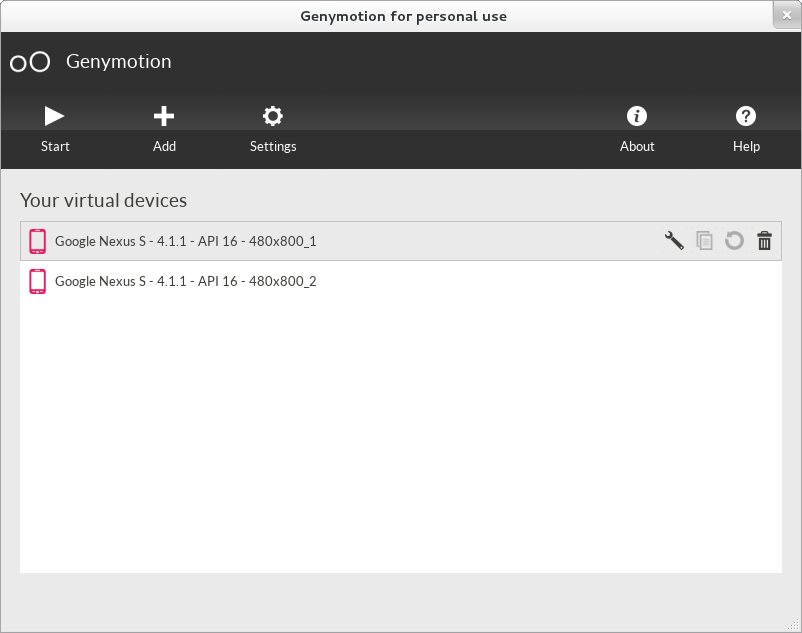 Genymotion for personal use
Genymotion
Start Add Settings About Help
Your virtual devices
Google Nexus S - 4.1.1 - API 16 - 480x800_1
Google Nexus S - 4.1.1 - API 16 - 480x800_2